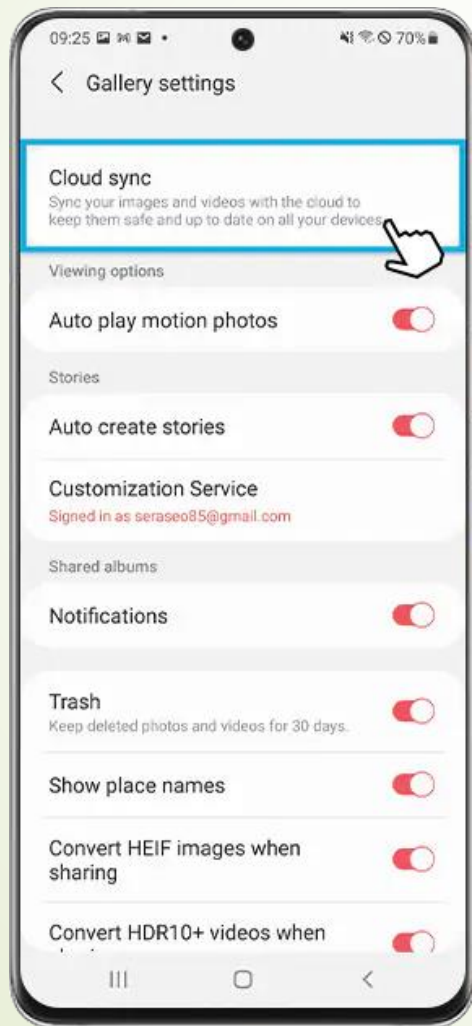 09:25
70%
Gallery settings
Cloud sync
Sync your images and videos with the cloud to
keep them safe and up to date on all your devices
Viewing options
Auto play motion photos
Stories
Auto create stories
Customization Service
Signed in as seraseo85@gmail.com
Shared albums
Notifications
Trash
Keep deleted photos and videos for 30 days.
Show place names
Convert HEIF images when
sharing
Convert HDR10+ videos when